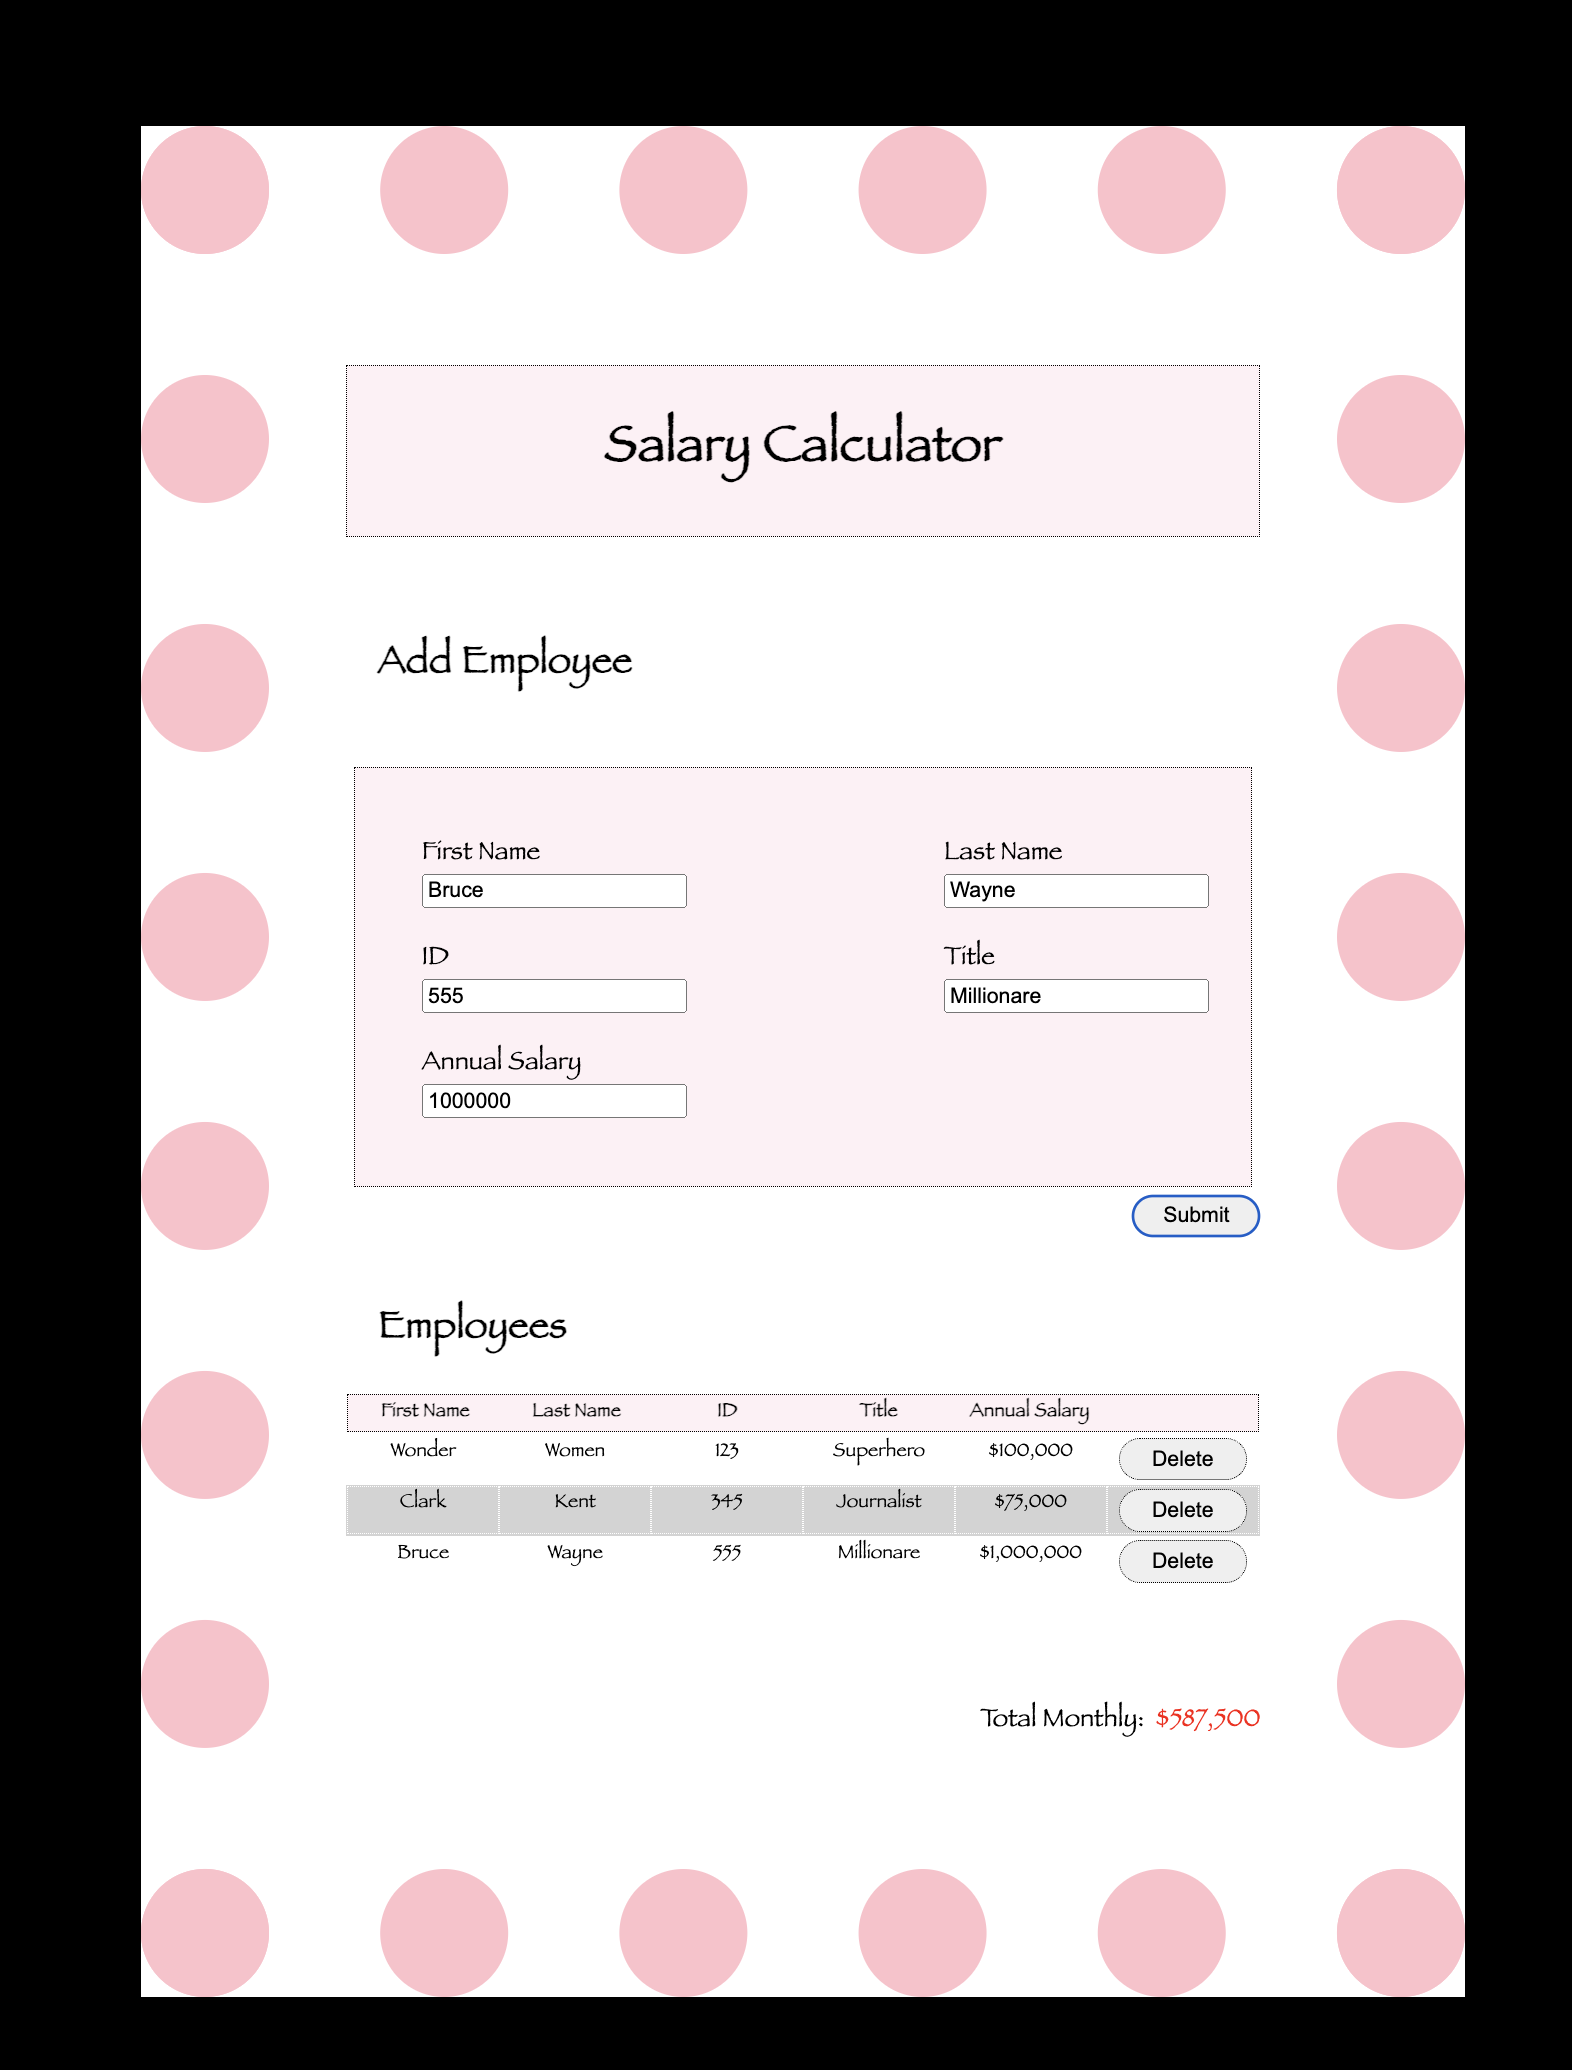 Salary Calculator
Add Employee
First Name Last Name
Bruce Wayne
ID Title
555 Millionare
Annual Salary
1000000
Submit
Employees
First Name Last Name ID Title Annual Salary
Wonder Women 123 Superhero $100,000 Delete
Clark Kent 345 Journalist $75,000 Delete
Bruce Wayne 555 Millionare $1,000,000 Delete
Total Monthly: $587,500